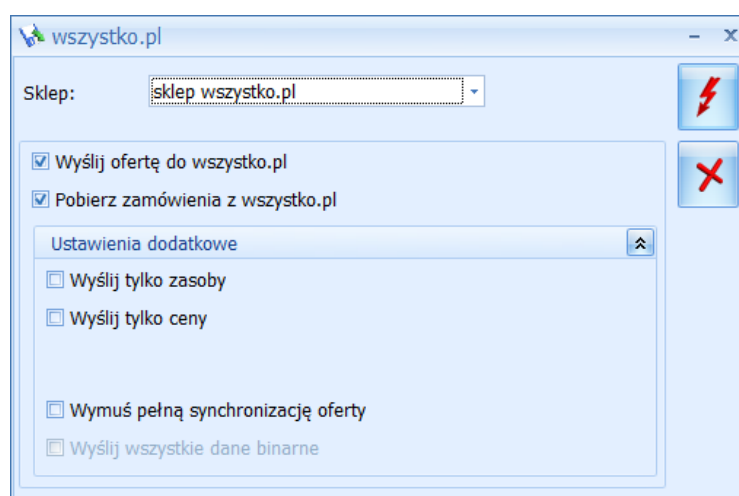 wszystko.pl
Sklep: sklep wszystko.pl
Wyślij ofertę do wszystko.pl
Pobierz zamówienia z wszystko.pl
Ustawienia dodatkowe
Wyślij tylko zasoby
Wyślij tylko ceny
Wymuś pełną synchronizację oferty
Wyślij wszystkie dane binarne